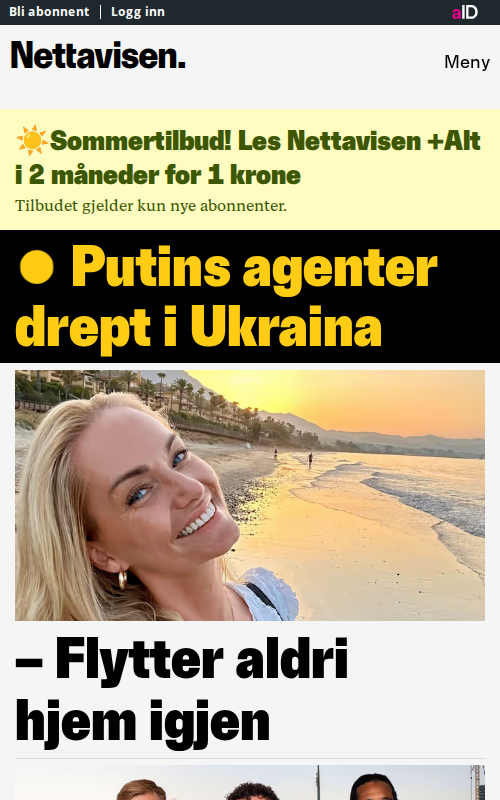 Bli abonnent | Logg inn
aID
Nettavisen.
Meny
Sommertilbud! Les Nettavisen +Alt
i 2 måneder for 1 krone
Tilbudet gjelder kun nye abonnenter.
Putins agenter
drept i Ukraina
– Flytter aldri
hjem igjen